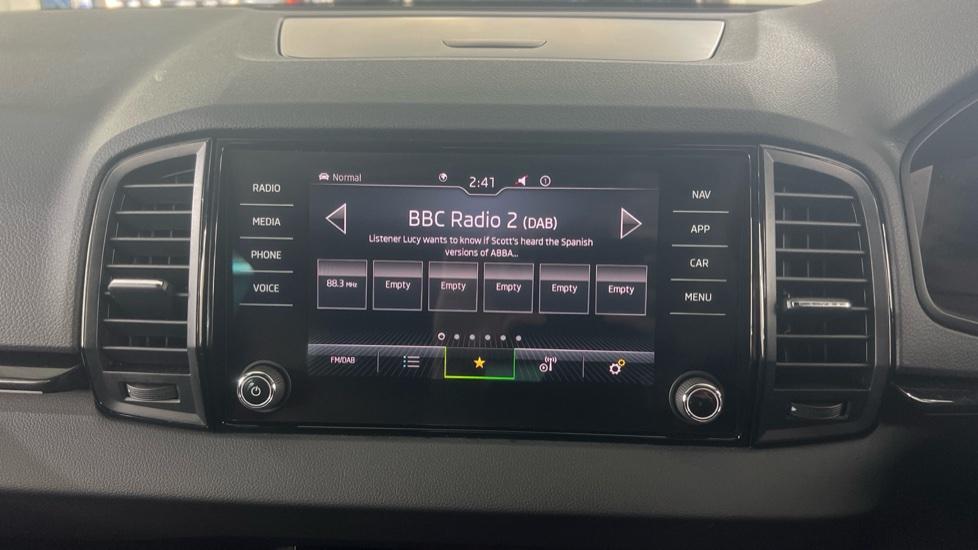 Normal
2:41
RADIO
MEDIA
PHONE
VOICE
BBC Radio 2 (DAB)
Listener Lucy wants to know if Scott's heard the Spanish
versions of ABBA...
88.3 MHz
Empty
Empty
Empty
Empty
Empty
FM/DAB
NAV
APP
CAR
MENU